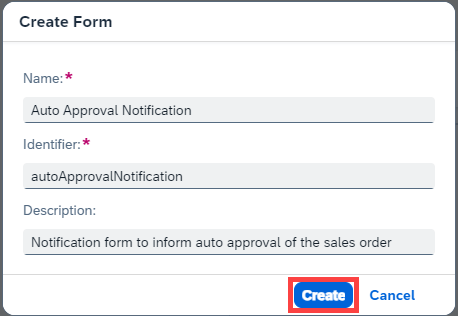 Create Form
Name:*
Auto Approval Notification
Identifier:*
autoApprovalNotification
Description:
Notification form to inform auto approval of the sales order
Create Cancel